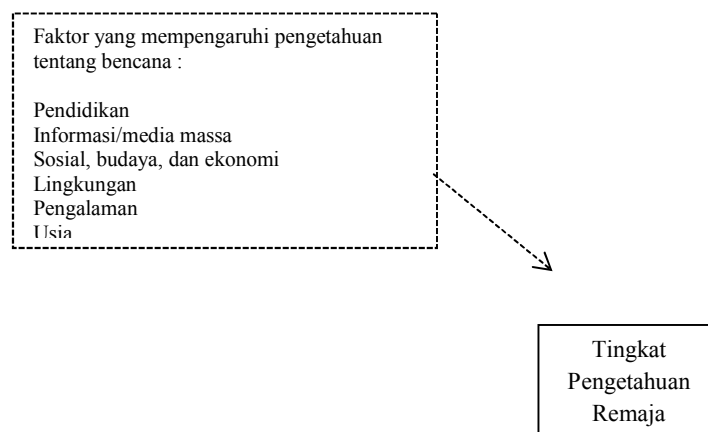 Faktor yang mempengaruhi pengetahuan
tentang bencana :
Pendidikan
Informasi/media massa
Sosial, budaya, dan ekonomi
Lingkungan
Pengalaman
Usia
Tingkat
Pengetahuan
Remaja